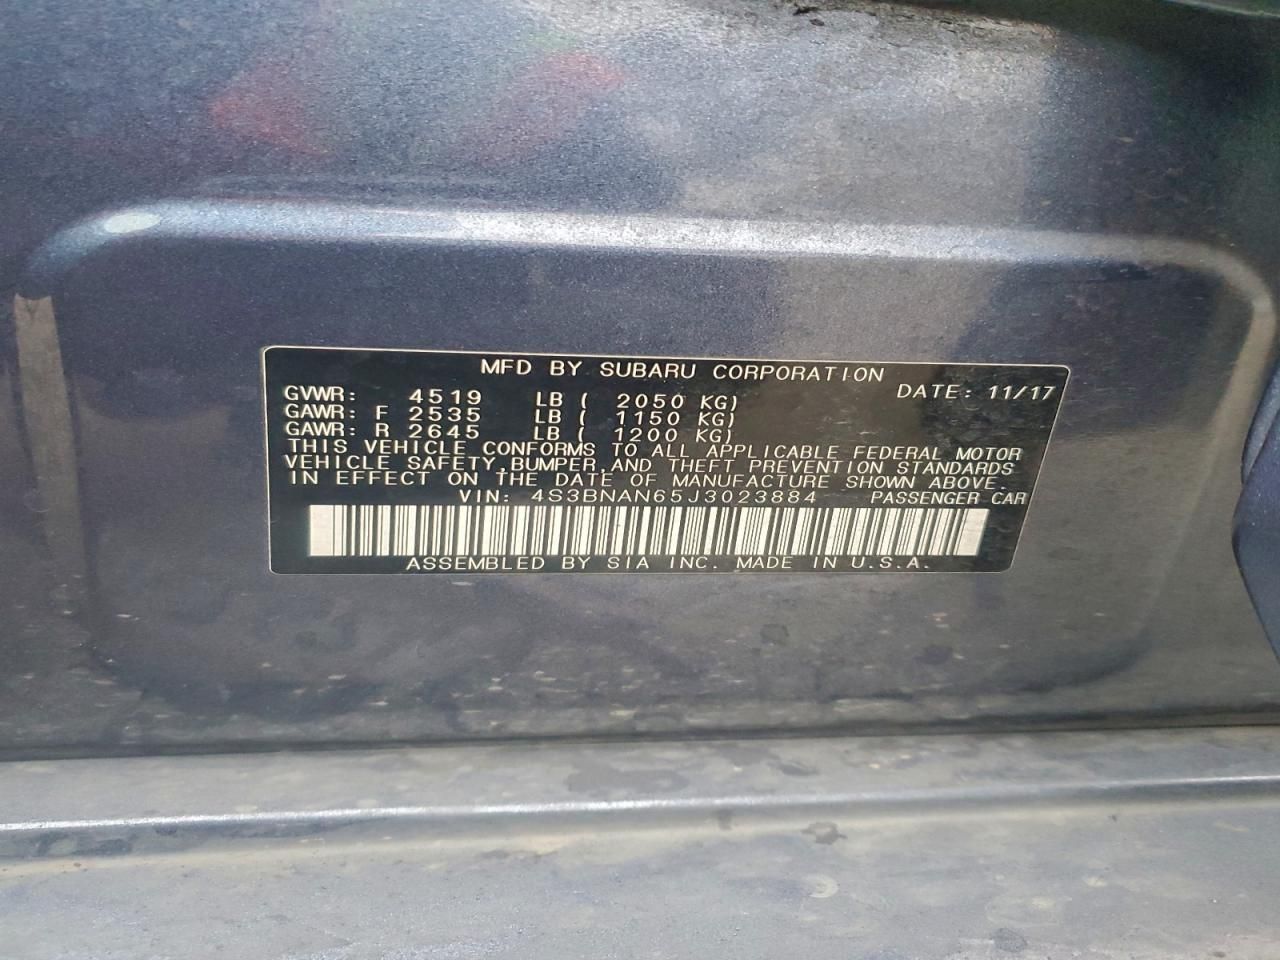 MFD BY SUBARU CORPORATION
GVWR: 4519 LB ( 2050 KG) DATE: 11/17
GAWR: F 2535 LB ( 1150 KG)
GAWR: R 2645 LB ( 1200 KG)
THIS VEHICLE CONFORMS TO ALL APPLICABLE FEDERAL MOTOR
VEHICLE SAFETY,BUMPER,AND THEFT PREVENTION STANDARDS
IN EFFECT ON THE DATE OF MANUFACTURE SHOWN ABOVE.
VIN: 4S3BNAN65J3023884 PASSENGER CAR
ASSEMBLED BY SIA INC. MADE IN U.S.A.